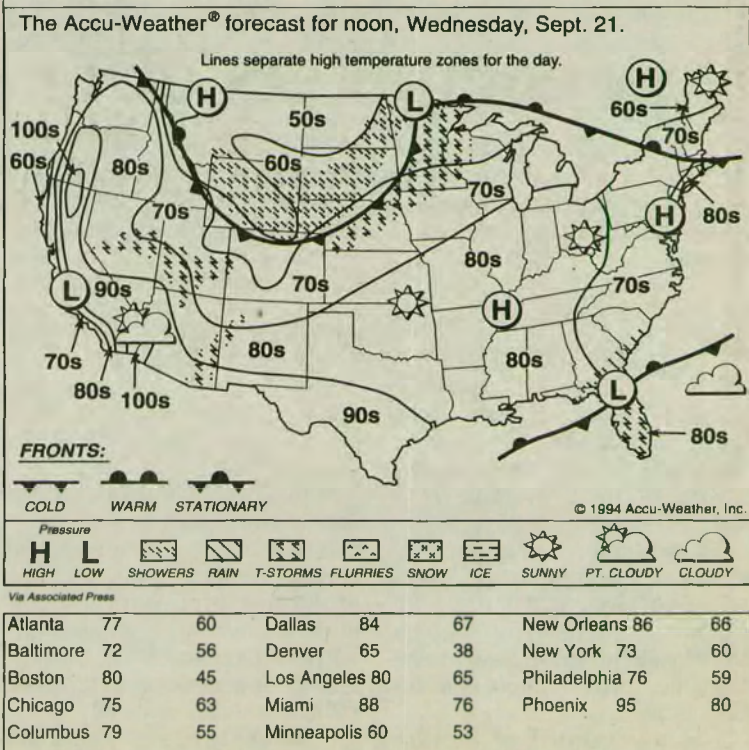 The Accu-Weather® forecast for noon, Wednesday, Sept. 21.
Lines separate high temperature zones for the day.
H
H
L
60s
50s
100s
60s
70s
60s
80s
70s
70s
80s
H
80s
L
90s
70s
70s
H
80s
70s
80s
100s
80s
80s
90s
L
80s
FRONTS:
COLD WARM STATIONARY
© 1994 Accu-Weather, Inc.
Pressure
H L
HIGH LOW SHOWERS RAIN T-STORMS FLURRIES SNOW ICE SUNNY PT. CLOUDY CLOUDY
Via Associated Press
Atlanta 77 60 Dallas 84 67 New Orleans 86 66
Baltimore 72 56 Denver 65 38 New York 73 60
Boston 80 45 Los Angeles 80 65 Philadelphia 76 59
Chicago 75 63 Miami 88 76 Phoenix 95 80
Columbus 79 55 Minneapolis 60 53